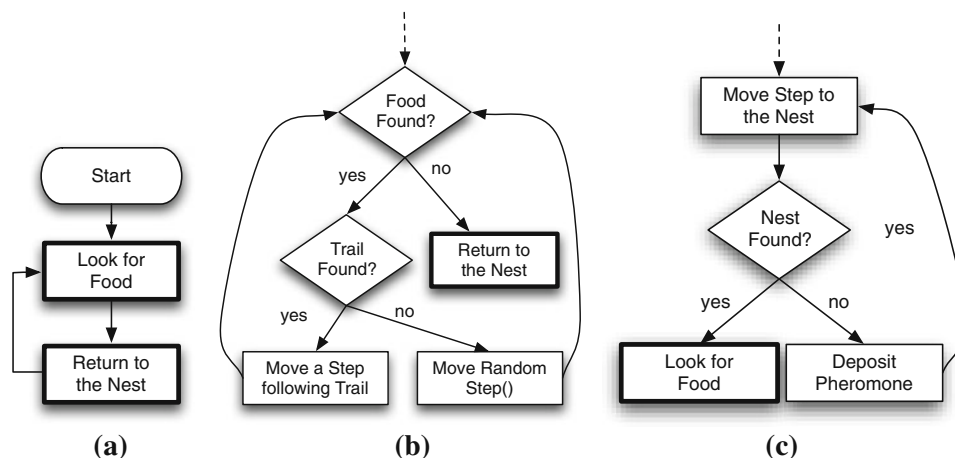 Start
Look for
Food
Return to
the Nest
(a)
Food
Found?
yes
no
Trail
Found?
Return to
the Nest
yes
no
Move a Step
following Trail
Move Random
Step()
(b)
Move Step to
the Nest
Nest
Found?
yes
yes
no
Look for
Food
Deposit
Pheromone
(c)